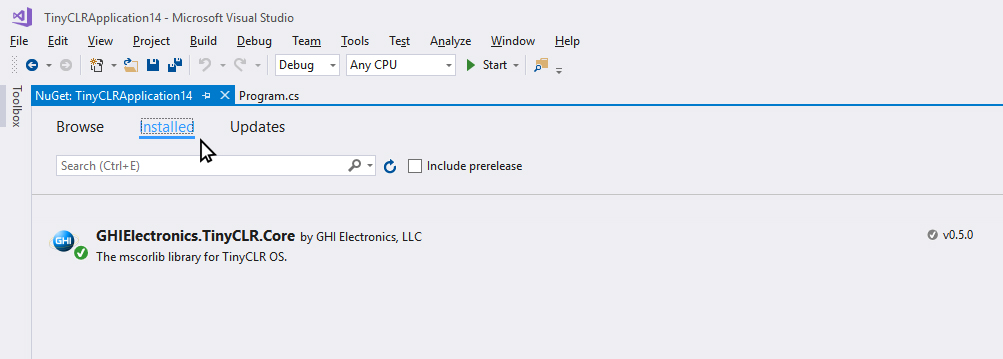 TinyCLRApplication14 - Microsoft Visual Studio
File Edit View Project Build Debug Team Tools Test Analyze Window Help
Debug Any CPU Start
Toolbox
NuGet: TinyCLRApplication14 Program.cs
Browse Installed Updates
Search (Ctrl+E) Include prerelease
GHI GHIElectronics.TinyCLR.Core by GHI Electronics, LLC v0.5.0
The mscorlib library for TinyCLR OS.